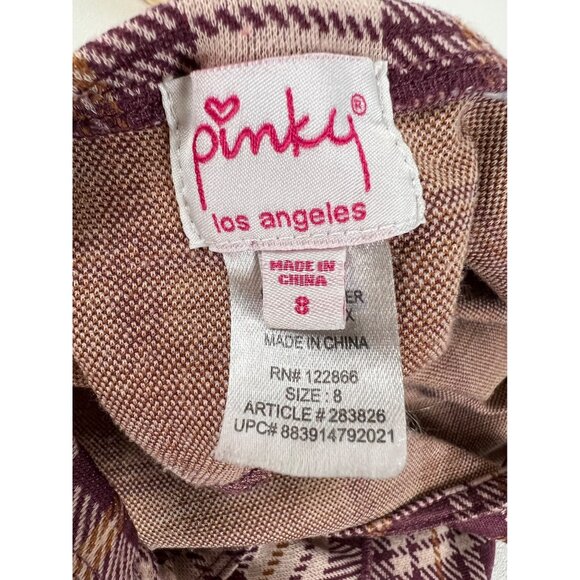 pinky®
los angeles
MADE IN
CHINA
8
MADE IN CHINA
RN# 122866
SIZE : 8
ARTICLE # 283826
UPC# 883914792021